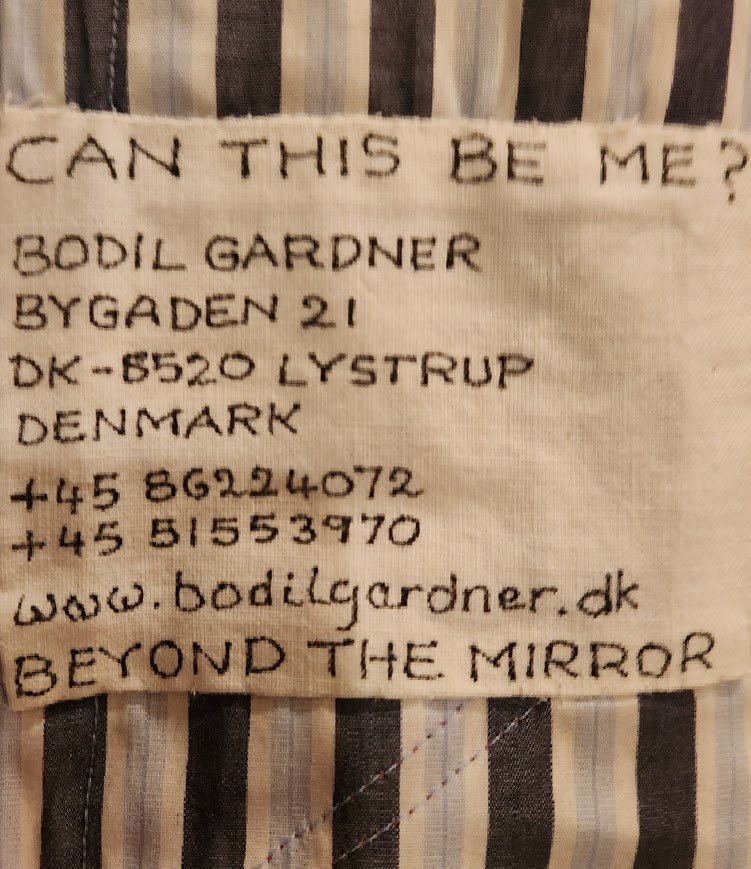 CAN THIS BE ME?
BODIL GARDNER
BYGADEN 21
DK-8520 LYSTRUP
DENMARK
+45 86224072
+45 51553970
www.bodilgardner.dk
BEYOND THE MIRROR